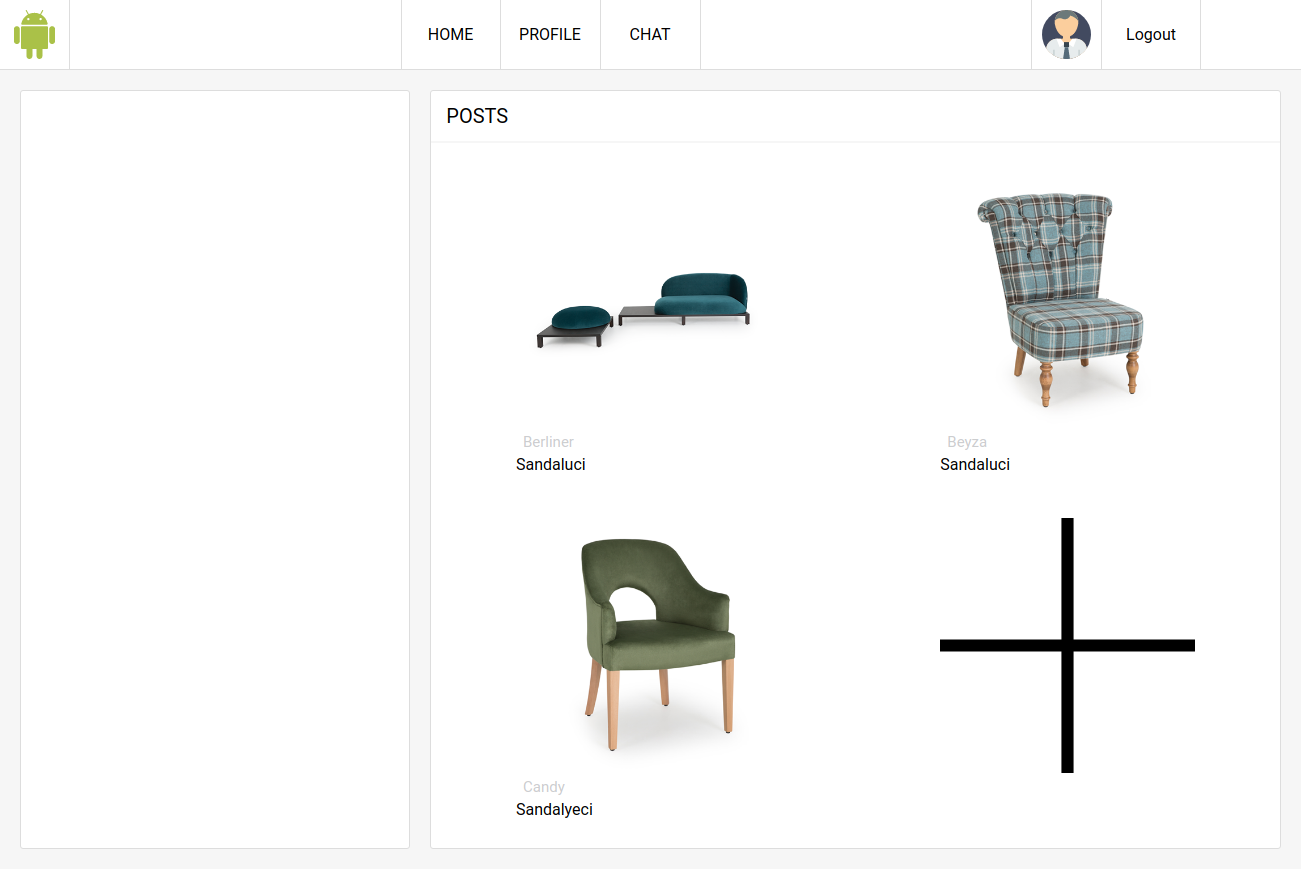 HOME PROFILE CHAT Logout
POSTS
Berliner
Sandaluci
Beyza
Sandaluci
Candy
Sandalyeci